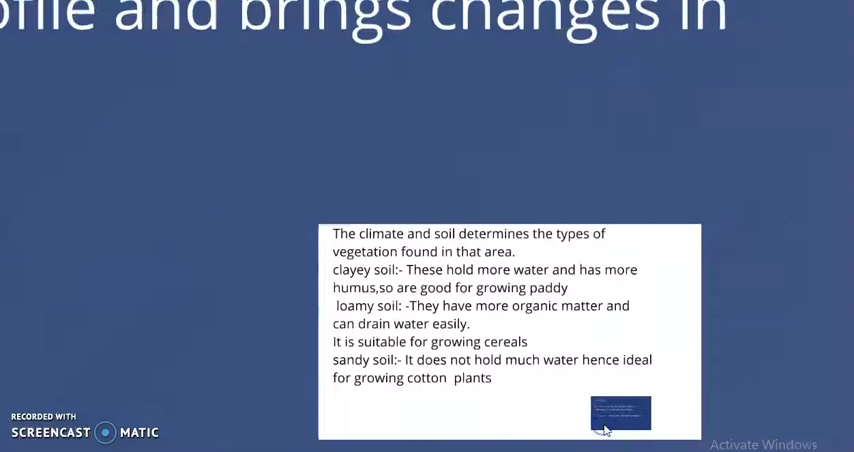 ofile and brings changes in
The climate and soil determines the types of
vegetation found in that area.
clayey soil:- These hold more water and has more
humus,so are good for growing paddy
loamy soil: -They have more organic matter and
can drain water easily.
It is suitable for growing cereals
sandy soil:- It does not hold much water hence ideal
for growing cotton plants
RECORDED WITH
SCREENCAST MATIC
Activate Windows